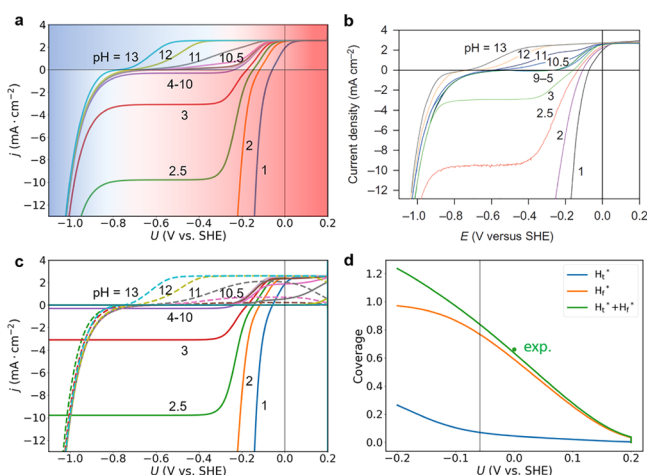 a
4
2
0
−2
−4
−6
−8
−10
−12
pH = 13
12
11
10.5
4-10
3
2.5
2
1
j (mA·cm⁻²)
−1.0 −0.8 −0.6 −0.4 −0.2 0.0 0.2
U (V vs. SHE)
b
4
2
0
−2
−4
−6
−8
−10
−12
pH = 13
12
11
10.5
9–5
3
2.5
2
1
Current density (mA cm⁻²)
−1.0 −0.8 −0.6 −0.4 −0.2 0.0 0.2
E (V versus SHE)
c
4
2
0
−2
−4
−6
−8
−10
−12
pH = 13
12
11
10.5
4-10
3
2.5
2
1
j (mA·cm⁻²)
−1.0 −0.8 −0.6 −0.4 −0.2 0.0 0.2
U (V vs. SHE)
d
1.2
1.0
0.8
0.6
0.4
0.2
0.0
Hₜ*
H_f*
Hₜ*+H_f*
exp.
Coverage
−0.2 −0.1 0.0 0.1 0.2
U (V vs. SHE)